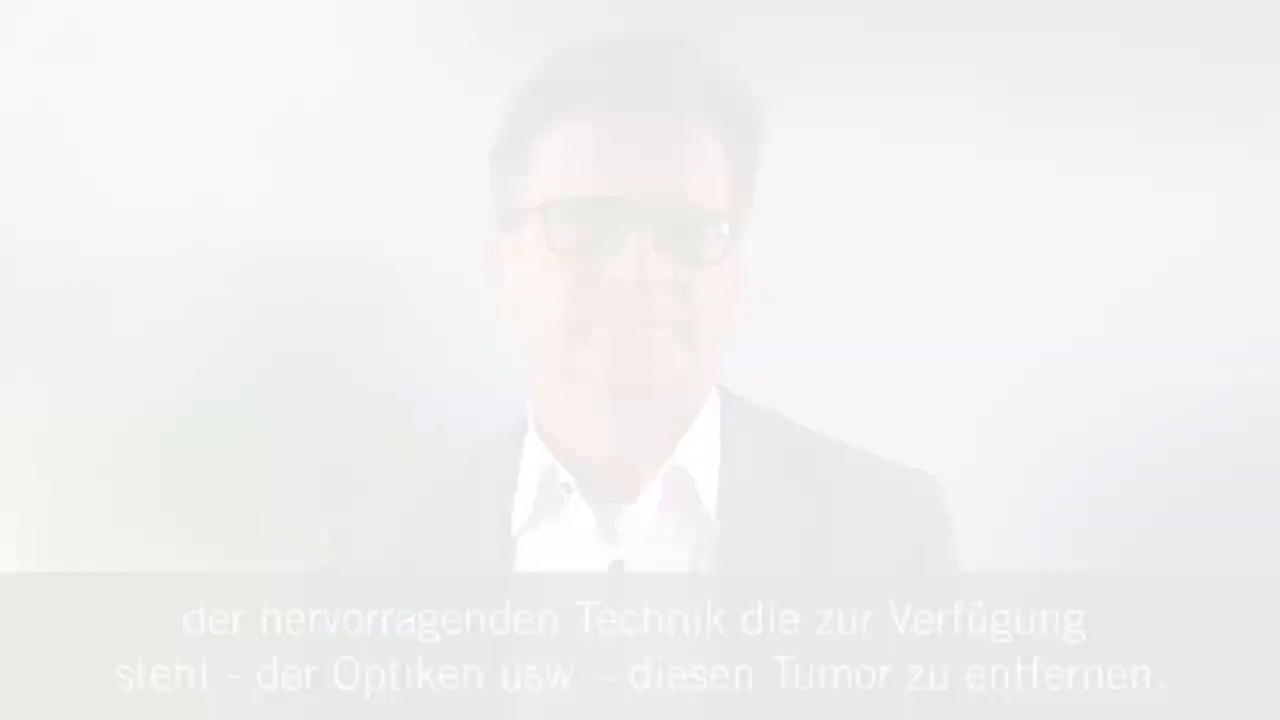 der hervorragenden Technik die zur Verfügung
steht - der Optiken usw. - diesen Tumor zu entfernen.